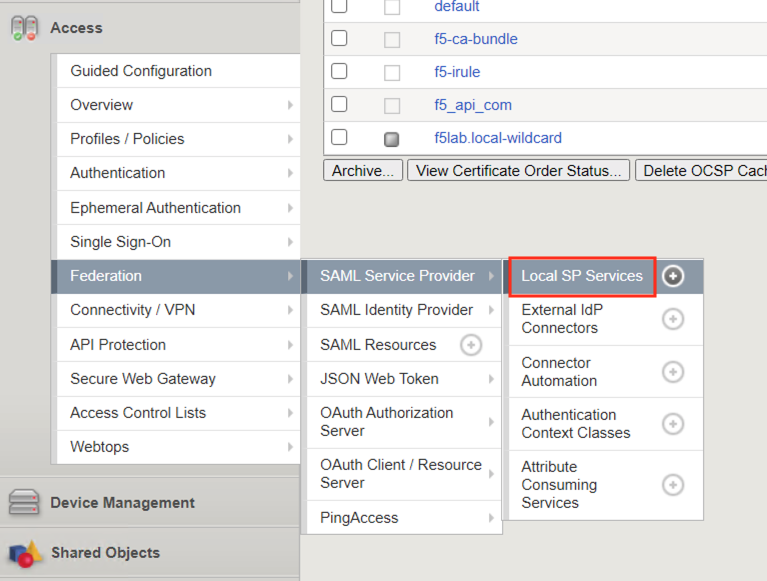 default
Access
f5-ca-bundle
Guided Configuration
f5-irule
Overview
f5_api_com
Profiles / Policies
f5lab.local-wildcard
Authentication
Archive...
View Certificate Order Status...
Delete OCSP Cach
Ephemeral Authentication
Single Sign-On
Federation
SAML Service Provider
Local SP Services
Connectivity / VPN
SAML Identity Provider
External IdP
Connectors
API Protection
SAML Resources
Connector
Automation
Secure Web Gateway
JSON Web Token
Access Control Lists
OAuth Authorization
Server
Authentication
Context Classes
Webtops
OAuth Client / Resource
Server
Attribute
Consuming
Services
Device Management
PingAccess
Shared Objects